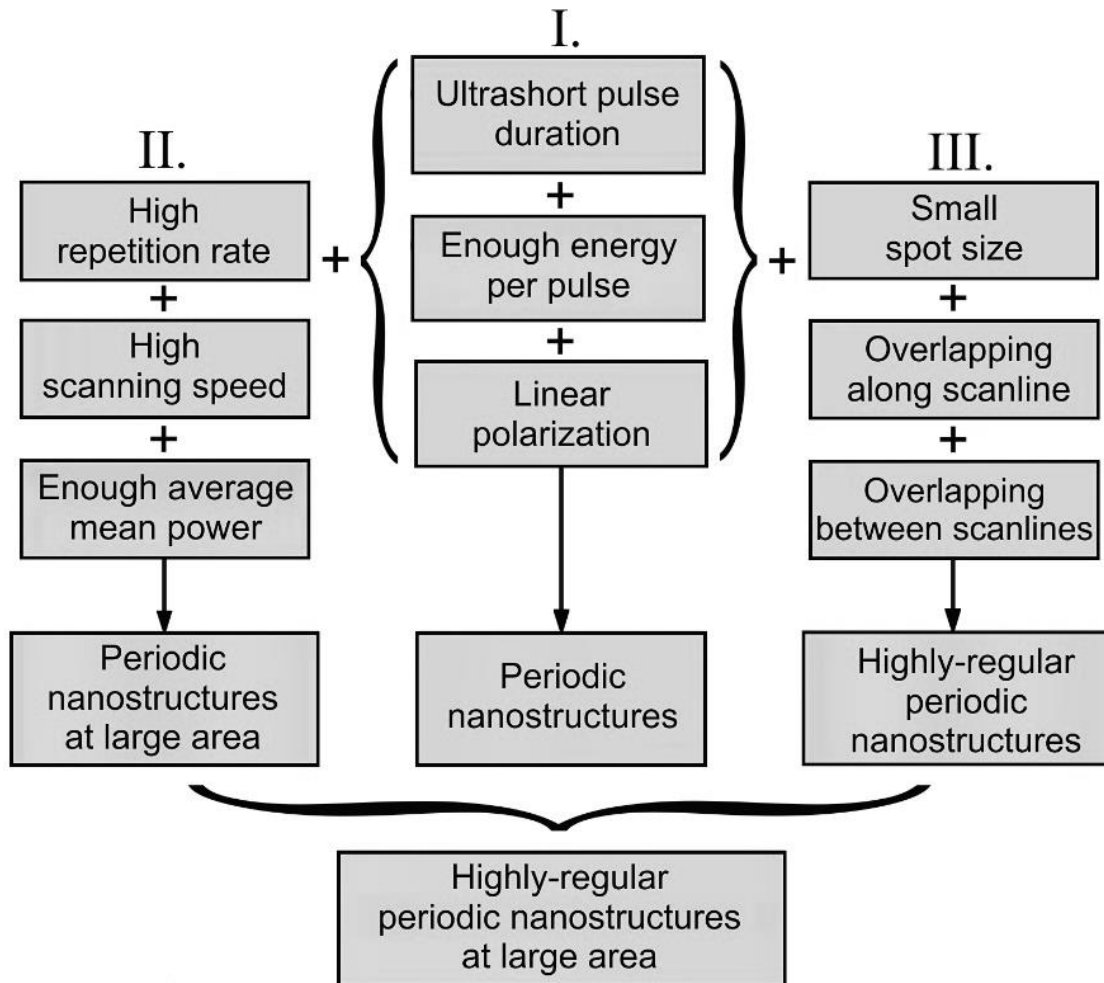 I.
Ultrashort pulse
duration
+
Enough energy
per pulse
+
Linear
polarization
Periodic
nanostructures
II.
High
repetition rate
+
+
High
scanning speed
+
Enough average
mean power
Periodic
nanostructures
at large area
III.
+
Small
spot size
+
Overlapping
along scanline
+
Overlapping
between scanlines
Highly-regular
periodic
nanostructures
Highly-regular
periodic nanostructures
at large area